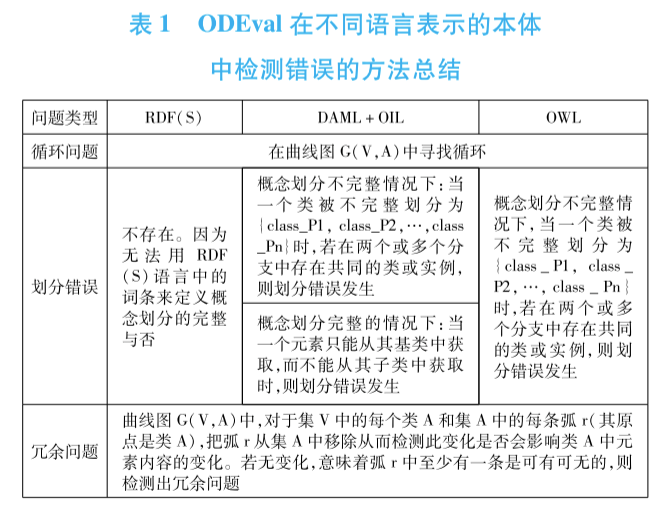 表 1 ODEval 在不同语言表示的本体
中检测错误的方法总结
问题类型 RDF(S) DAML+OIL OWL
循环问题 在曲线图 G(V,A)中寻找循环
划分错误
不存在。因为
无法用 RDF
(S)语言中的
词条来定义概
念划分的完整
与否
概念划分不完整情况下:当
一个类被不完整划分为
{class_P1, class_P2,…,class
_Pn}时,若在两个或多个分
支中存在共同的类或实例,
则划分错误发生
概念划分完整的情况下:当
一个元素只能从其基类中获
取,而不能从其子类中获取
时,则划分错误发生
概念划分不完整情
况下,当一个类被
不完整划分为
{class_P1, class_
P2,…, class_Pn}
时,若在两个或多
个分支中存在共同
的类或实例,则划
分错误发生
冗余问题
曲线图 G(V,A)中,对于集 V 中的每个类 A 和集 A 中的每条弧 r(其原
点是类 A),把弧 r 从集 A 中移除从而检测此变化是否会影响类 A 中元
素内容的变化。若无变化,意味着弧 r 中至少有一条是可有可无的,则
检测出冗余问题